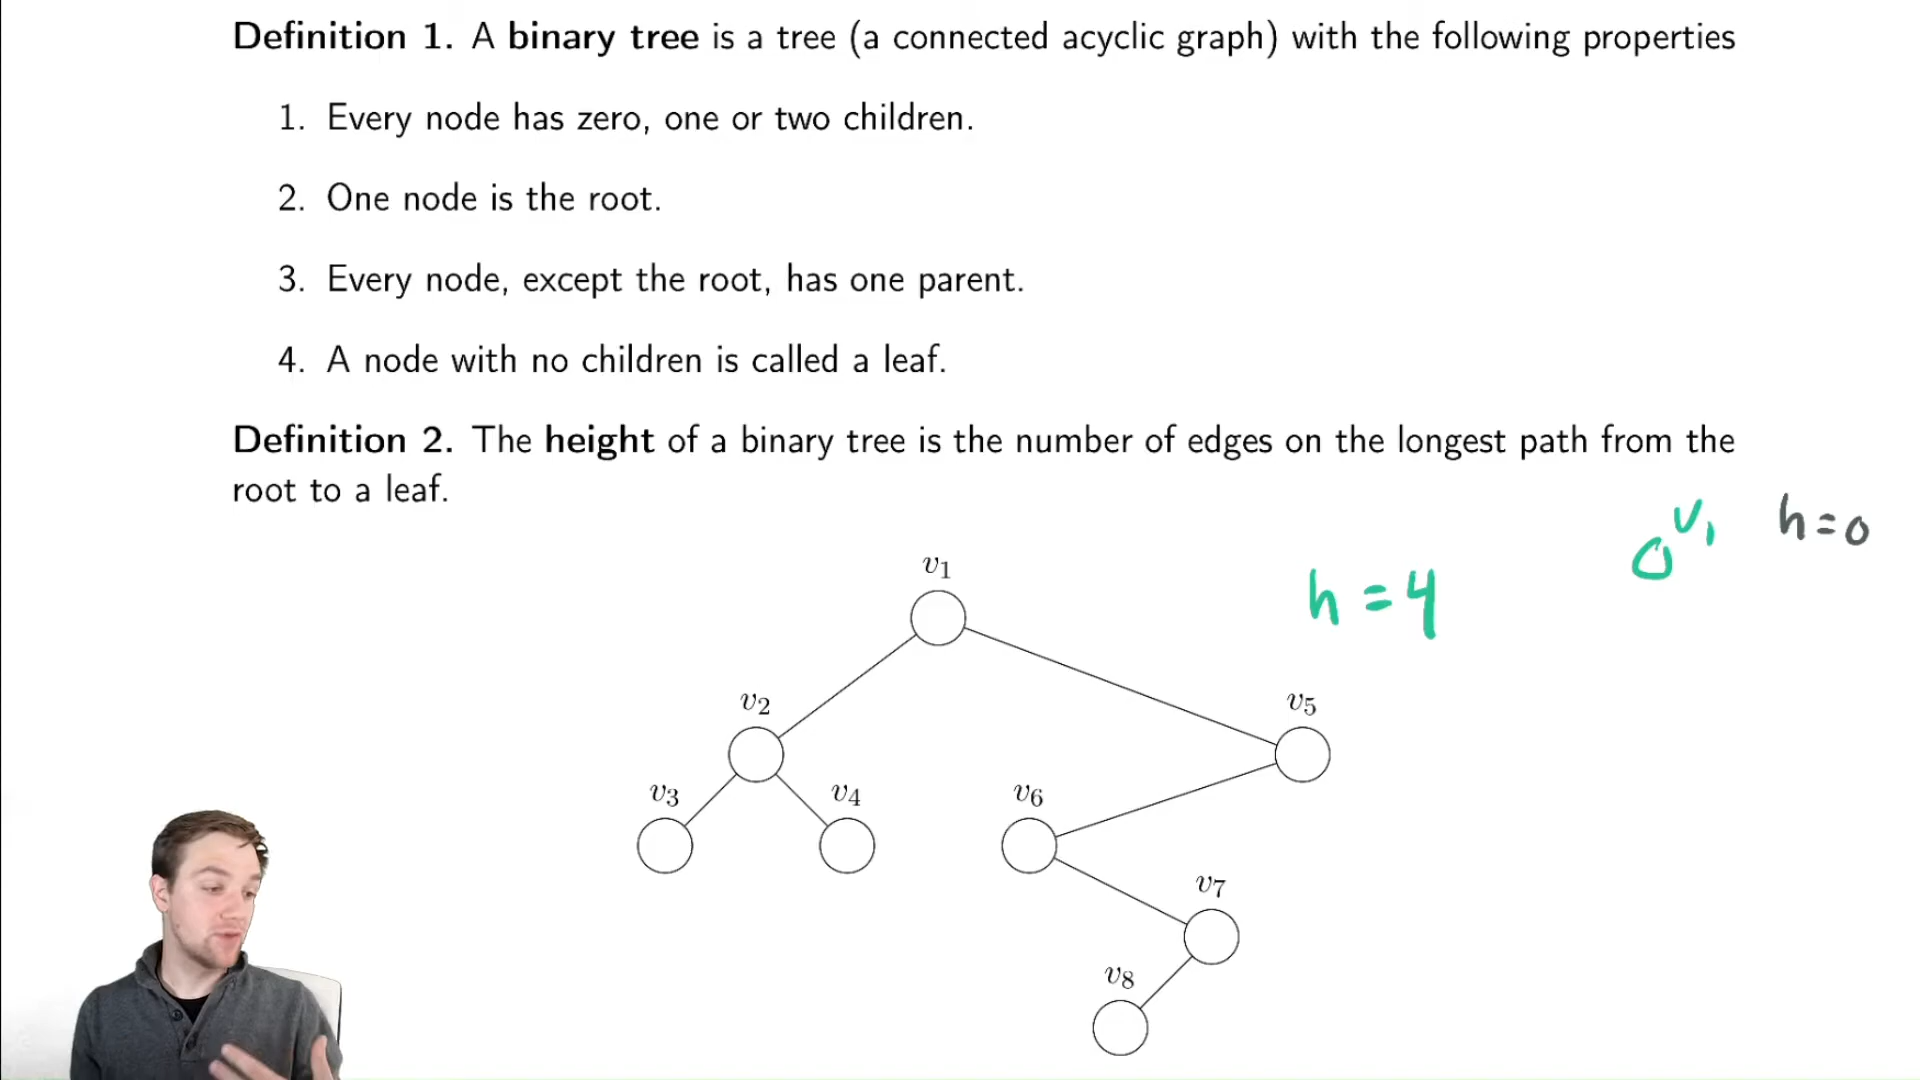 Definition 1. A binary tree is a tree (a connected acyclic graph) with the following properties
1. Every node has zero, one or two children.
2. One node is the root.
3. Every node, except the root, has one parent.
4. A node with no children is called a leaf.
Definition 2. The height of a binary tree is the number of edges on the longest path from the
root to a leaf.
v₁ h=0
v₁
h=4
v₂
v₅
v₃
v₄
v₆
v₇
v₈